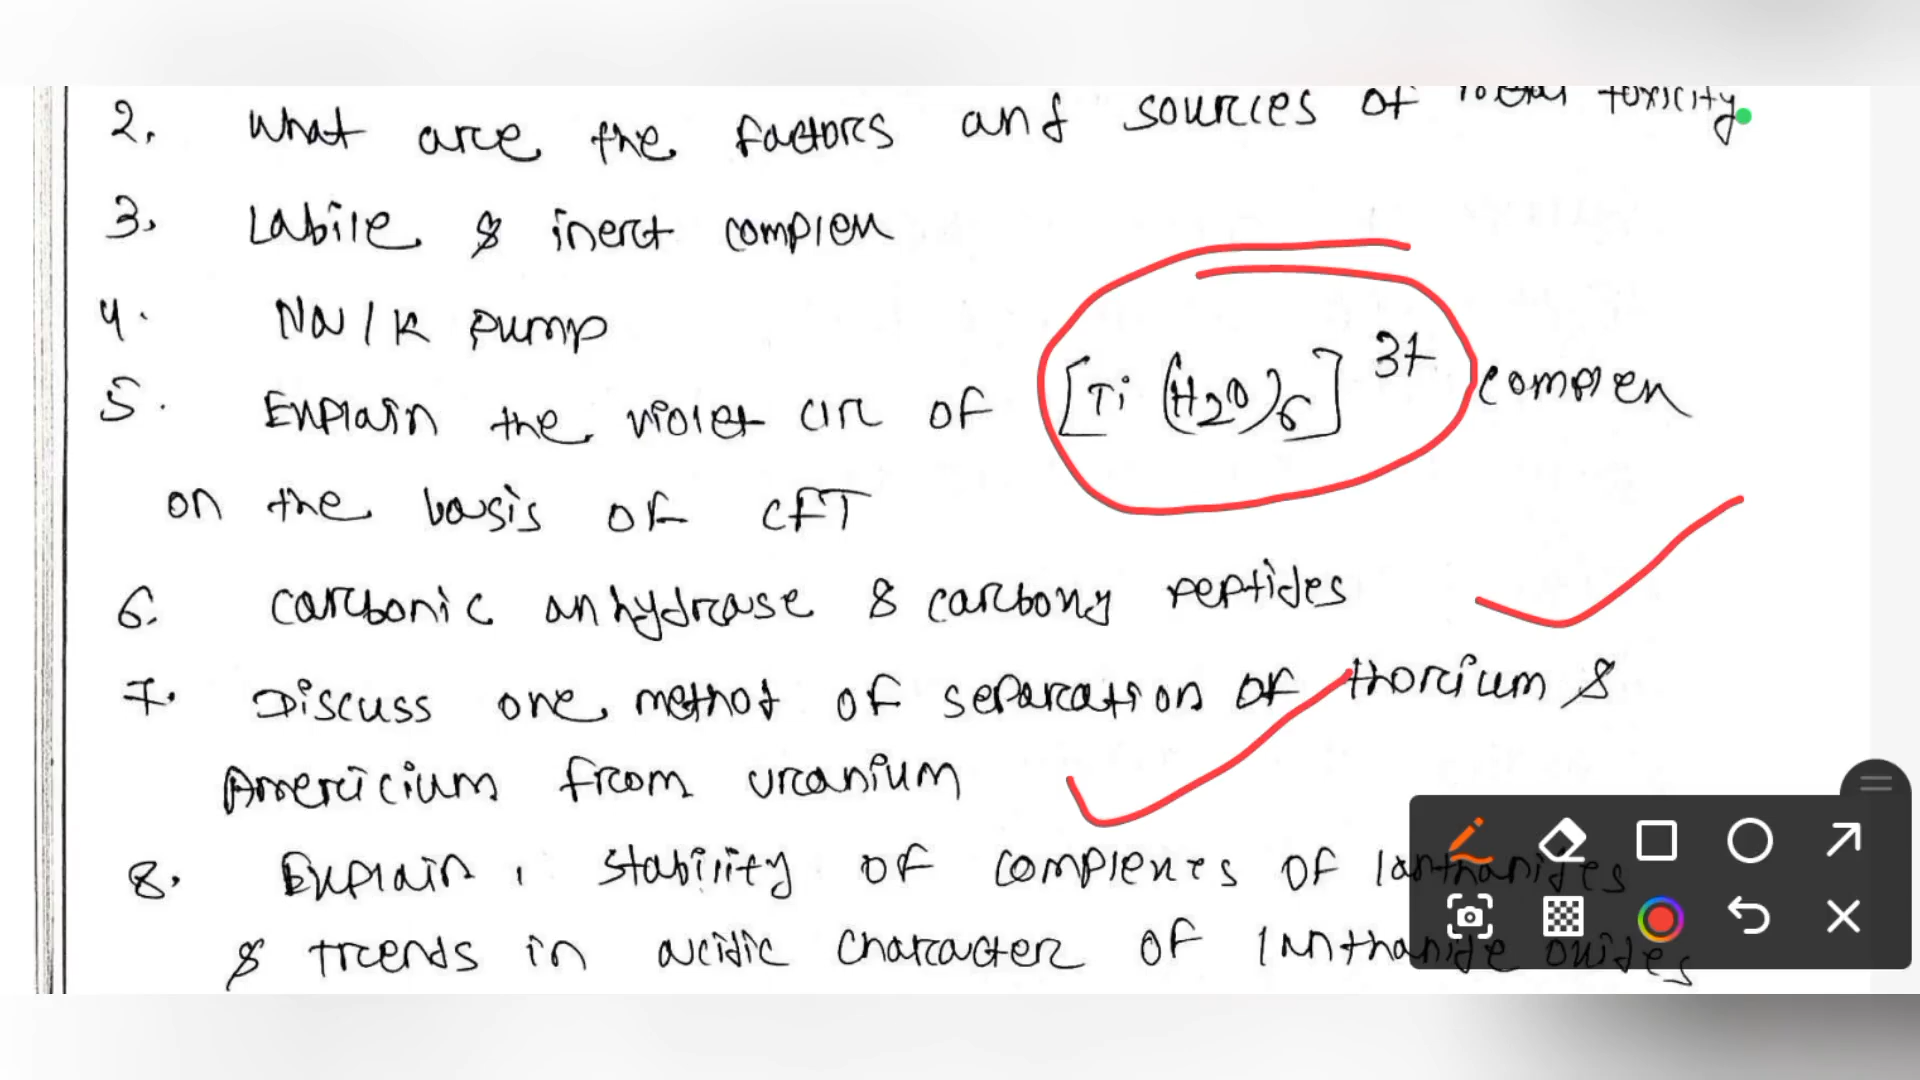 2. What are the factors and sources of metal toxicity
3. Labile & inert complex
4. Na/K pump
5. Explain the violet clr of [Ti(H2O)6]3+ complex
on the basis of CFT
6. Carbonic anhydrase & carboxy peptides
7. Discuss one method of separation of thorium &
Americium from uranium
8. Explain, stability of complexes of lanthanides
& trends in acidic character of lanthanide oxides